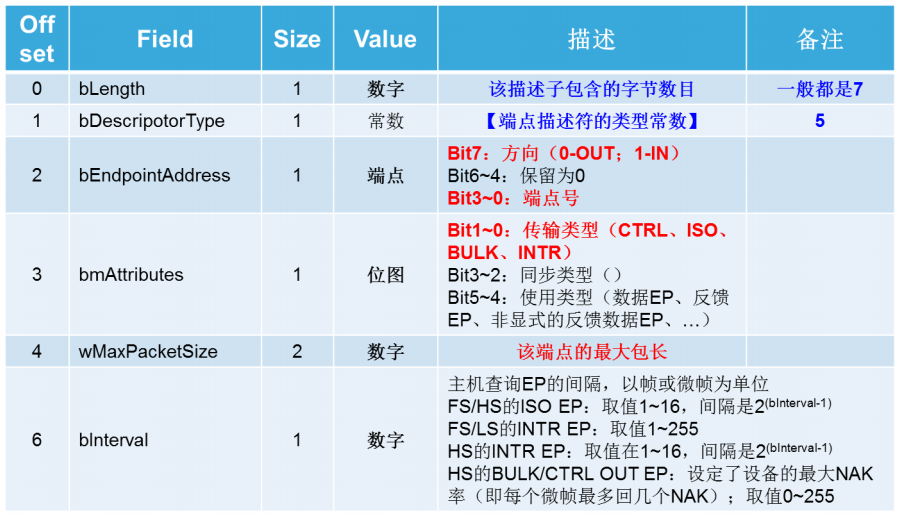 Off
set Field Size Value 描述 备注
0 bLength 1 数字 该描述子包含的字节数目 一般都是7
1 bDescripotorType 1 常数 【端点描述符的类型常数】 5
2 bEndpointAddress 1 端点 Bit7：方向（0-OUT；1-IN）
Bit6~4：保留为0
Bit3~0：端点号
3 bmAttributes 1 位图 Bit1~0：传输类型（CTRL、ISO、
BULK、INTR）
Bit3~2：同步类型（）
Bit5~4：使用类型（数据EP、反馈
EP、非显式的反馈数据EP、…）
4 wMaxPacketSize 2 数字 该端点的最大包长
6 bInterval 1 数字 主机查询EP的间隔，以帧或微帧为单位
FS/HS的ISO EP：取值1~16，间隔是2(bInterval-1)
FS/LS的INTR EP：取值1~255
HS的INTR EP：取值在1~16，间隔是2(bInterval-1)
HS的BULK/CTRL OUT EP：设定了设备的最大NAK
率（即每个微帧最多回几个NAK）；取值0~255